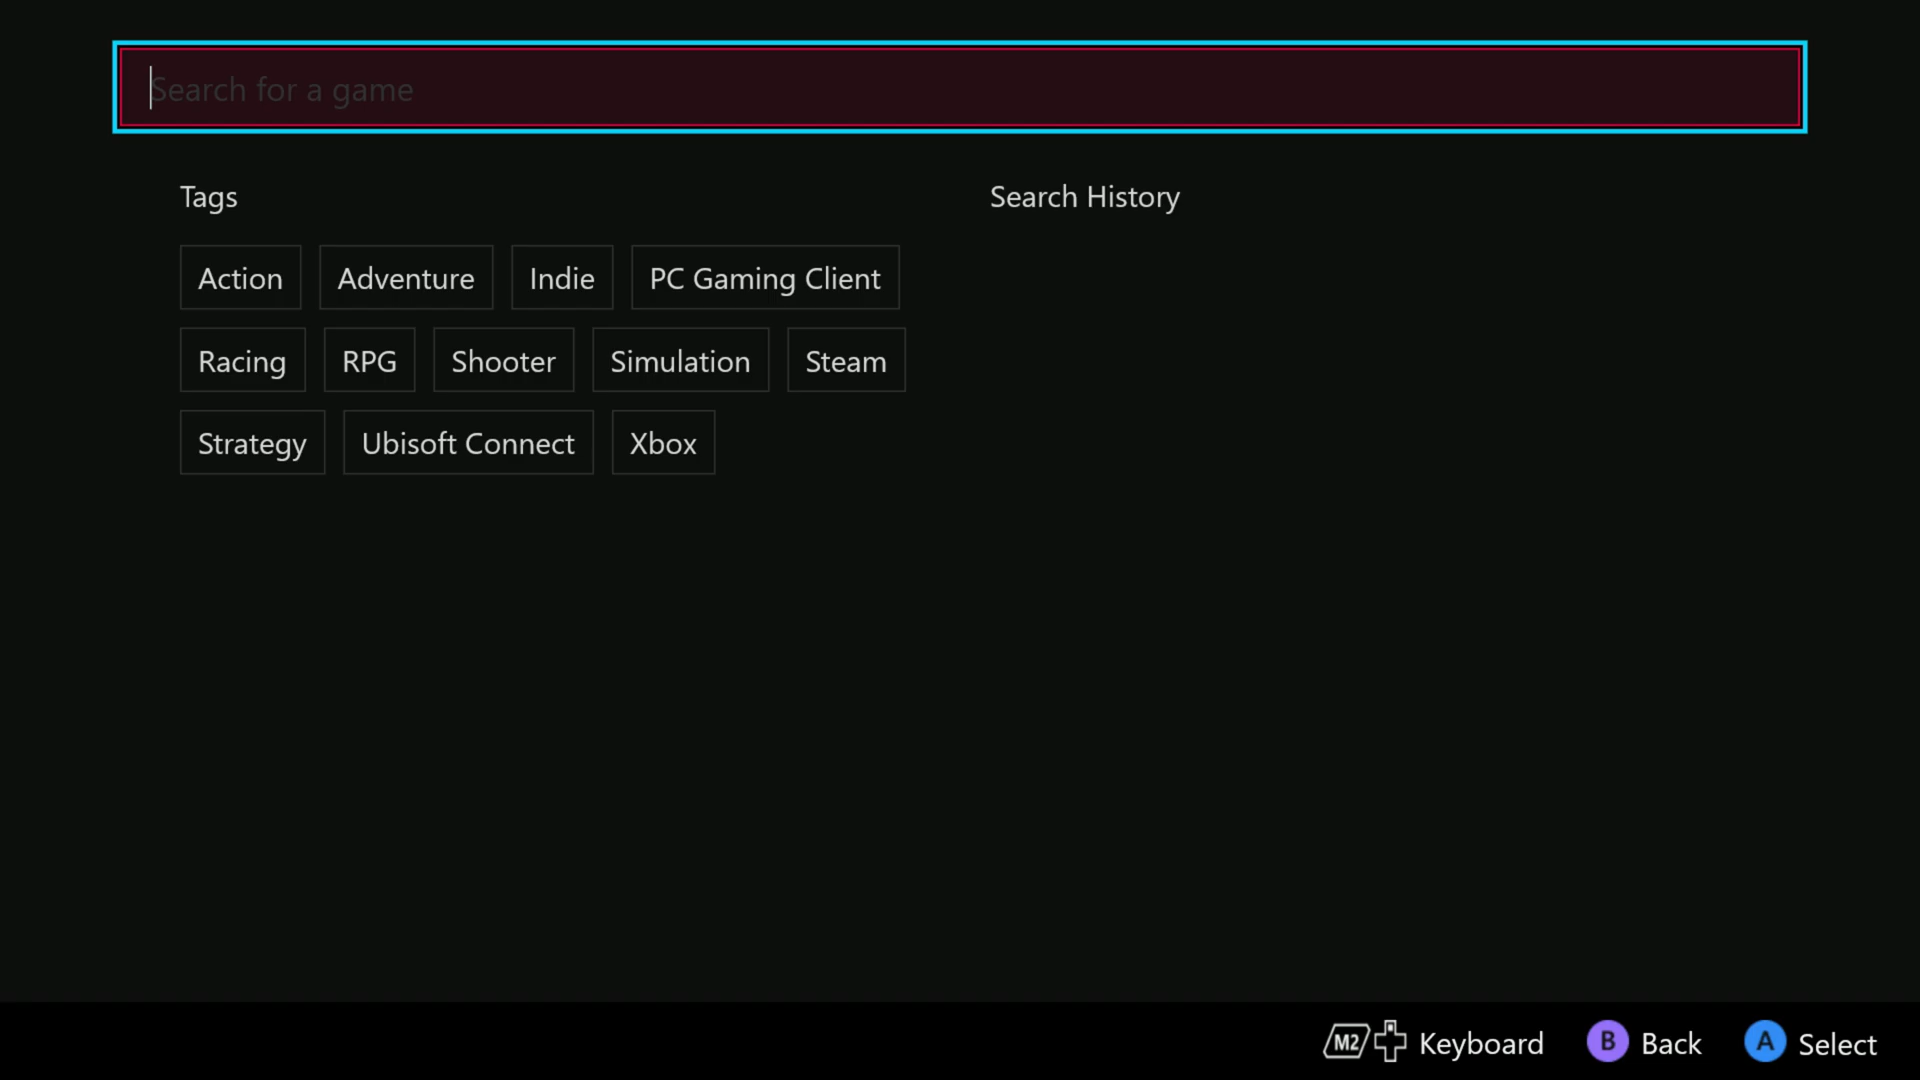 Search for a game
Tags
Search History
Action Adventure Indie PC Gaming Client
Racing RPG Shooter Simulation Steam
Strategy Ubisoft Connect Xbox
M2 Keyboard B Back A Select